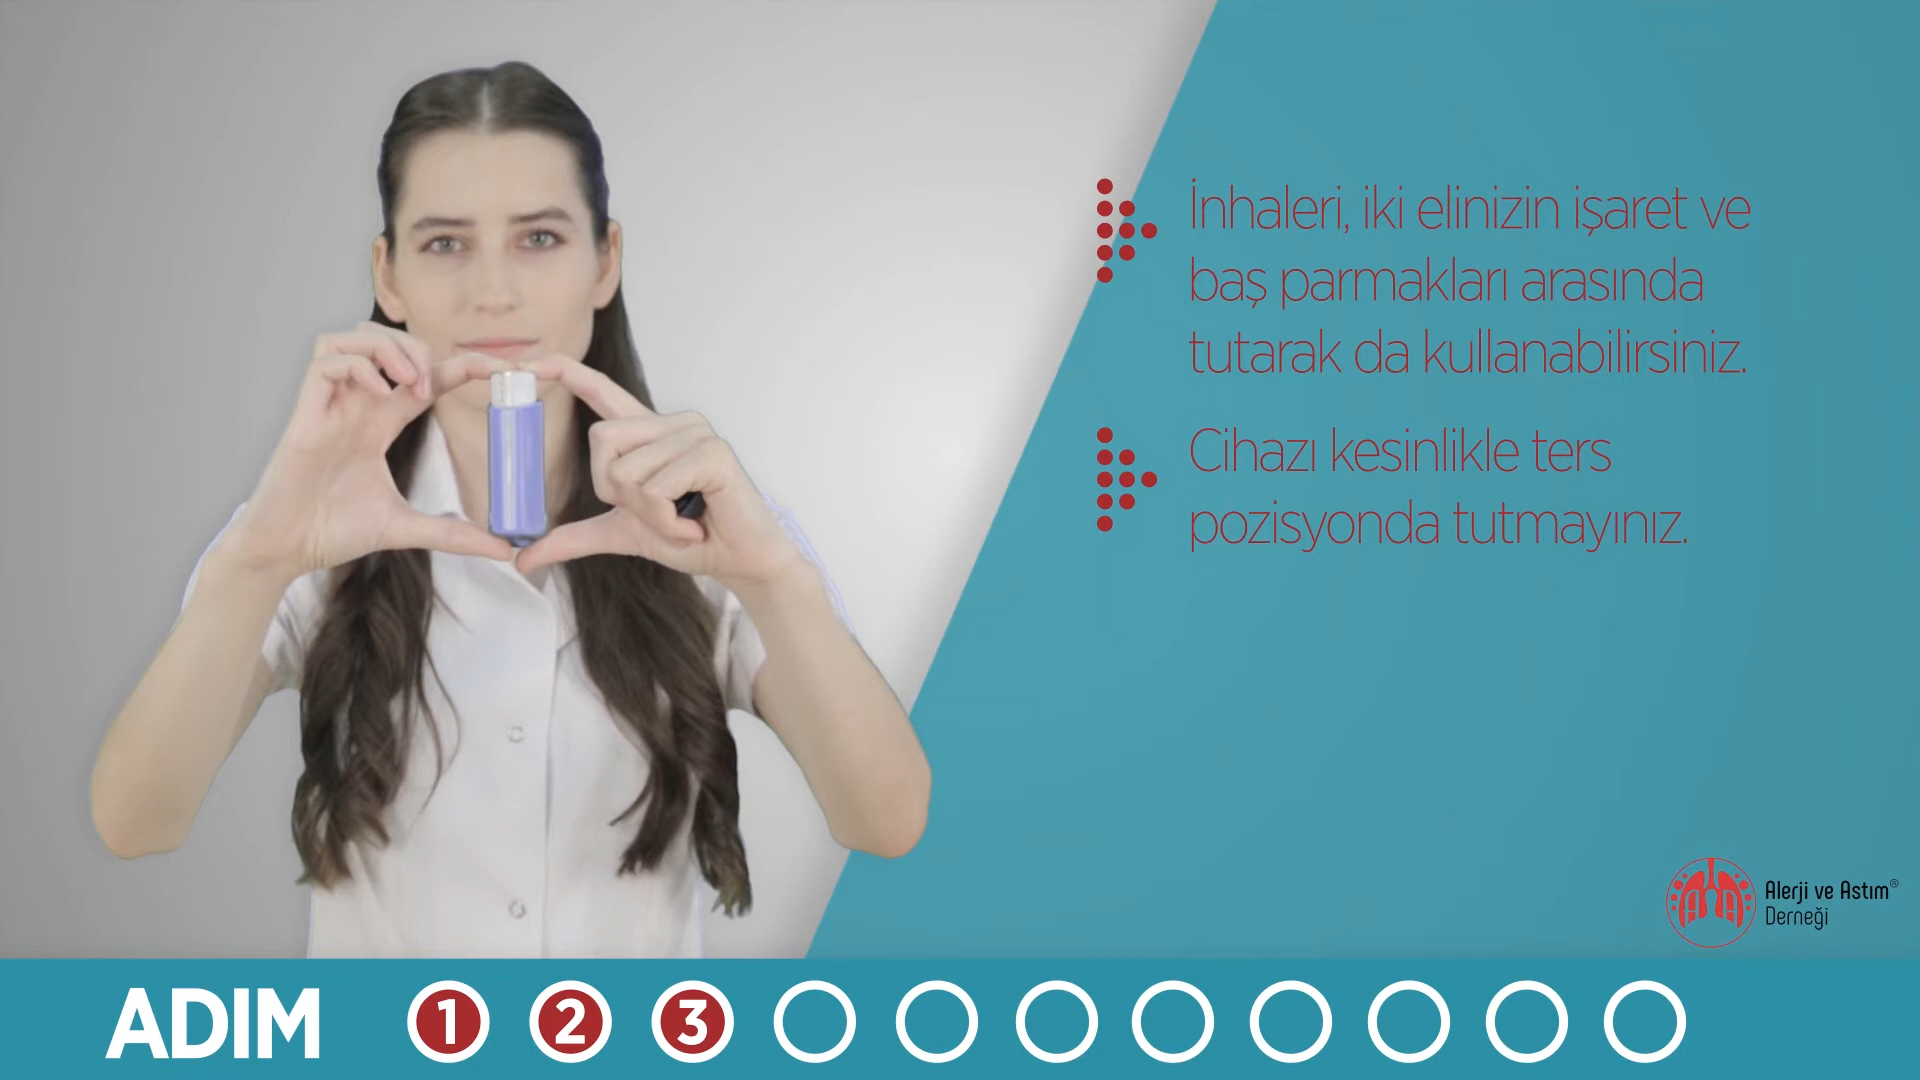 İnhaleri, iki elinizin işaret ve
baş parmakları arasında
tutarak da kullanabilirsiniz.
Cihazı kesinlikle ters
pozisyonda tutmayınız.
Alerji ve Astım®
Derneği
ADIM 1 2 3